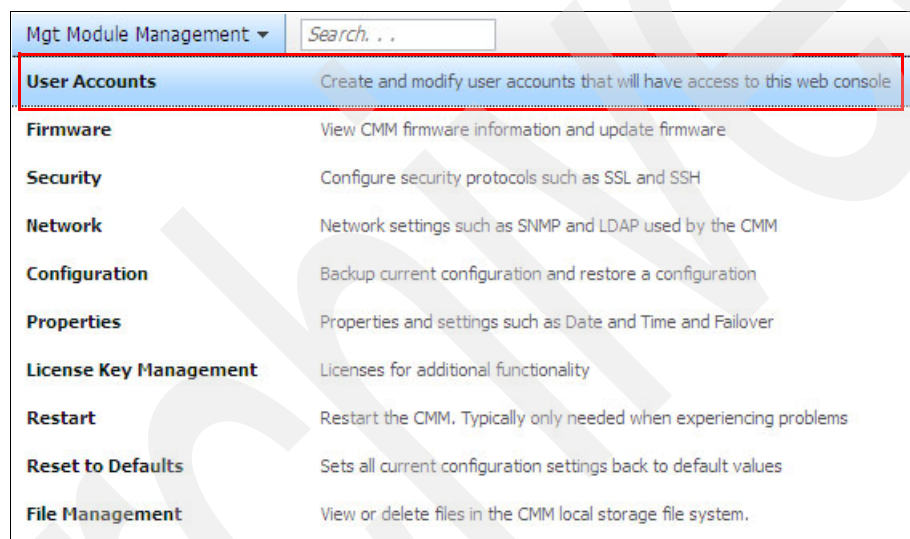 Mgt Module Management ▾ Search. . .
User Accounts Create and modify user accounts that will have access to this web console
Firmware View CMM firmware information and update firmware
Security Configure security protocols such as SSL and SSH
Network Network settings such as SNMP and LDAP used by the CMM
Configuration Backup current configuration and restore a configuration
Properties Properties and settings such as Date and Time and Failover
License Key Management Licenses for additional functionality
Restart Restart the CMM. Typically only needed when experiencing problems
Reset to Defaults Sets all current configuration settings back to default values
File Management View or delete files in the CMM local storage file system.